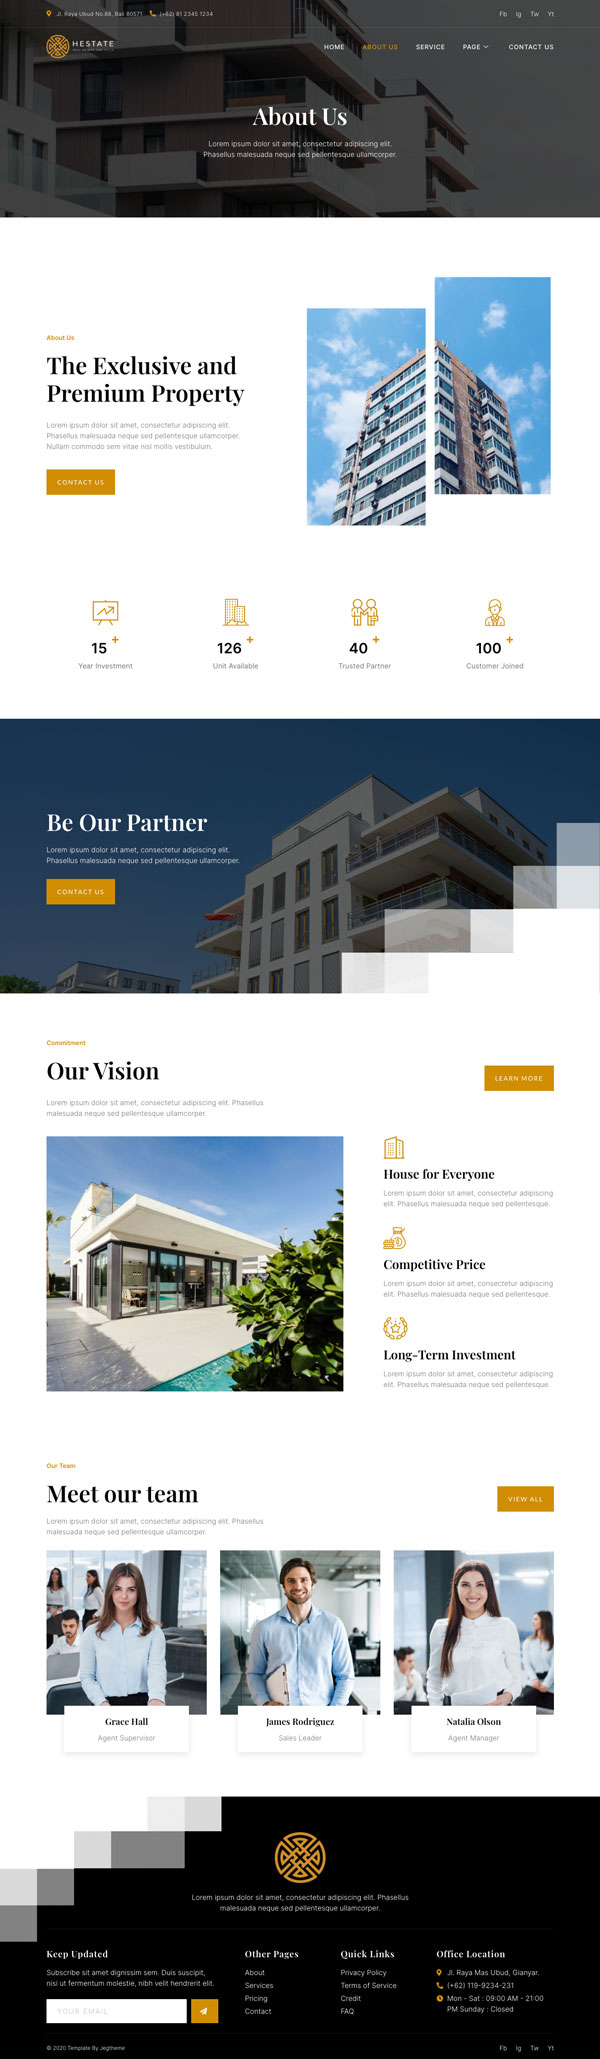 Jl. Raya Ubud No.88, Bali 80571 (+62) 81 2345 1234 Fb Ig Tw Yt
HESTATE
HOME ABOUT US SERVICE PAGE CONTACT US
About Us
Lorem ipsum dolor sit amet, consectetur adipiscing elit.
Phasellus malesuada neque sed pellentesque ullamcorper.
About Us
The Exclusive and
Premium Property
Lorem ipsum dolor sit amet, consectetur adipiscing elit.
Phasellus malesuada neque sed pellentesque ullamcorper.
Nullam commodo sem vitae nisl mollis vestibulum.
CONTACT US
15 +
Year Investment
126 +
Unit Available
40 +
Trusted Partner
100 +
Customer Joined
Be Our Partner
Lorem ipsum dolor sit amet, consectetur adipiscing elit.
Phasellus malesuada neque sed pellentesque ullamcorper.
CONTACT US
Commitment
Our Vision
Lorem ipsum dolor sit amet, consectetur adipiscing elit. Phasellus
malesuada neque sed pellentesque ullamcorper.
LEARN MORE
House for Everyone
Lorem ipsum dolor sit amet, consectetur adipiscing
elit. Phasellus malesuada neque sed pellentesque.
Competitive Price
Lorem ipsum dolor sit amet, consectetur adipiscing
elit. Phasellus malesuada neque sed pellentesque.
Long-Term Investment
Lorem ipsum dolor sit amet, consectetur adipiscing
elit. Phasellus malesuada neque sed pellentesque.
Our Team
Meet our team
Lorem ipsum dolor sit amet, consectetur adipiscing elit. Phasellus
malesuada neque sed pellentesque ullamcorper.
VIEW ALL
Grace Hall
Agent Supervisor
James Rodriguez
Sales Leader
Natalia Olson
Agent Manager
Lorem ipsum dolor sit amet, consectetur adipiscing elit. Phasellus
malesuada neque sed pellentesque ullamcorper.
Keep Updated
Subscribe sit amet dignissim sem. Duis suscipit,
nisi ut fermentum molestie, nibh velit hendrerit elit.
YOUR EMAIL
Other Pages
About
Services
Pricing
Contact
Quick Links
Privacy Policy
Terms of Service
Credit
FAQ
Office Location
Jl. Raya Mas Ubud, Gianyar.
(+62) 119-9234-231
Mon - Sat : 09:00 AM - 21:00
PM Sunday : Closed
© 2020 Template By Jegtheme
Fb Ig Tw Yt